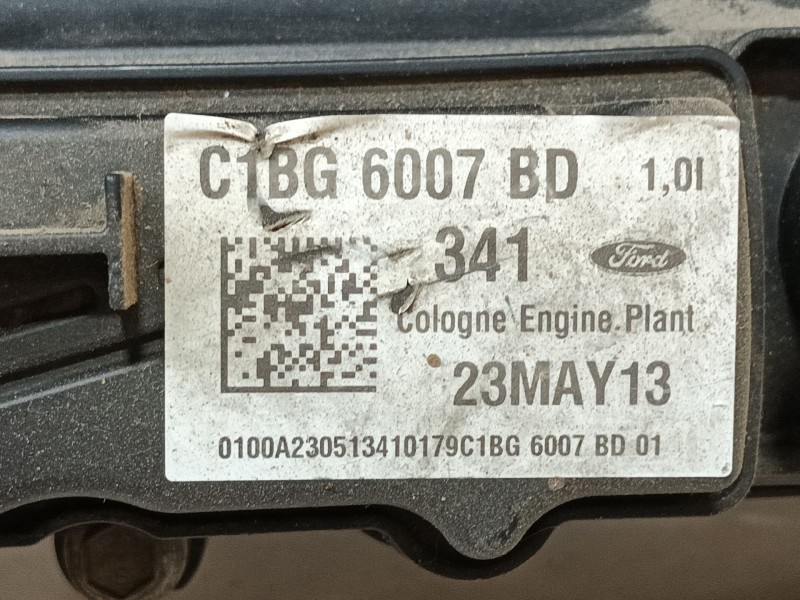 C1BG 6007 BD 1,0l
341 Ford
Cologne Engine Plant
23MAY13
0100A230513410179C1BG 6007 BD 01